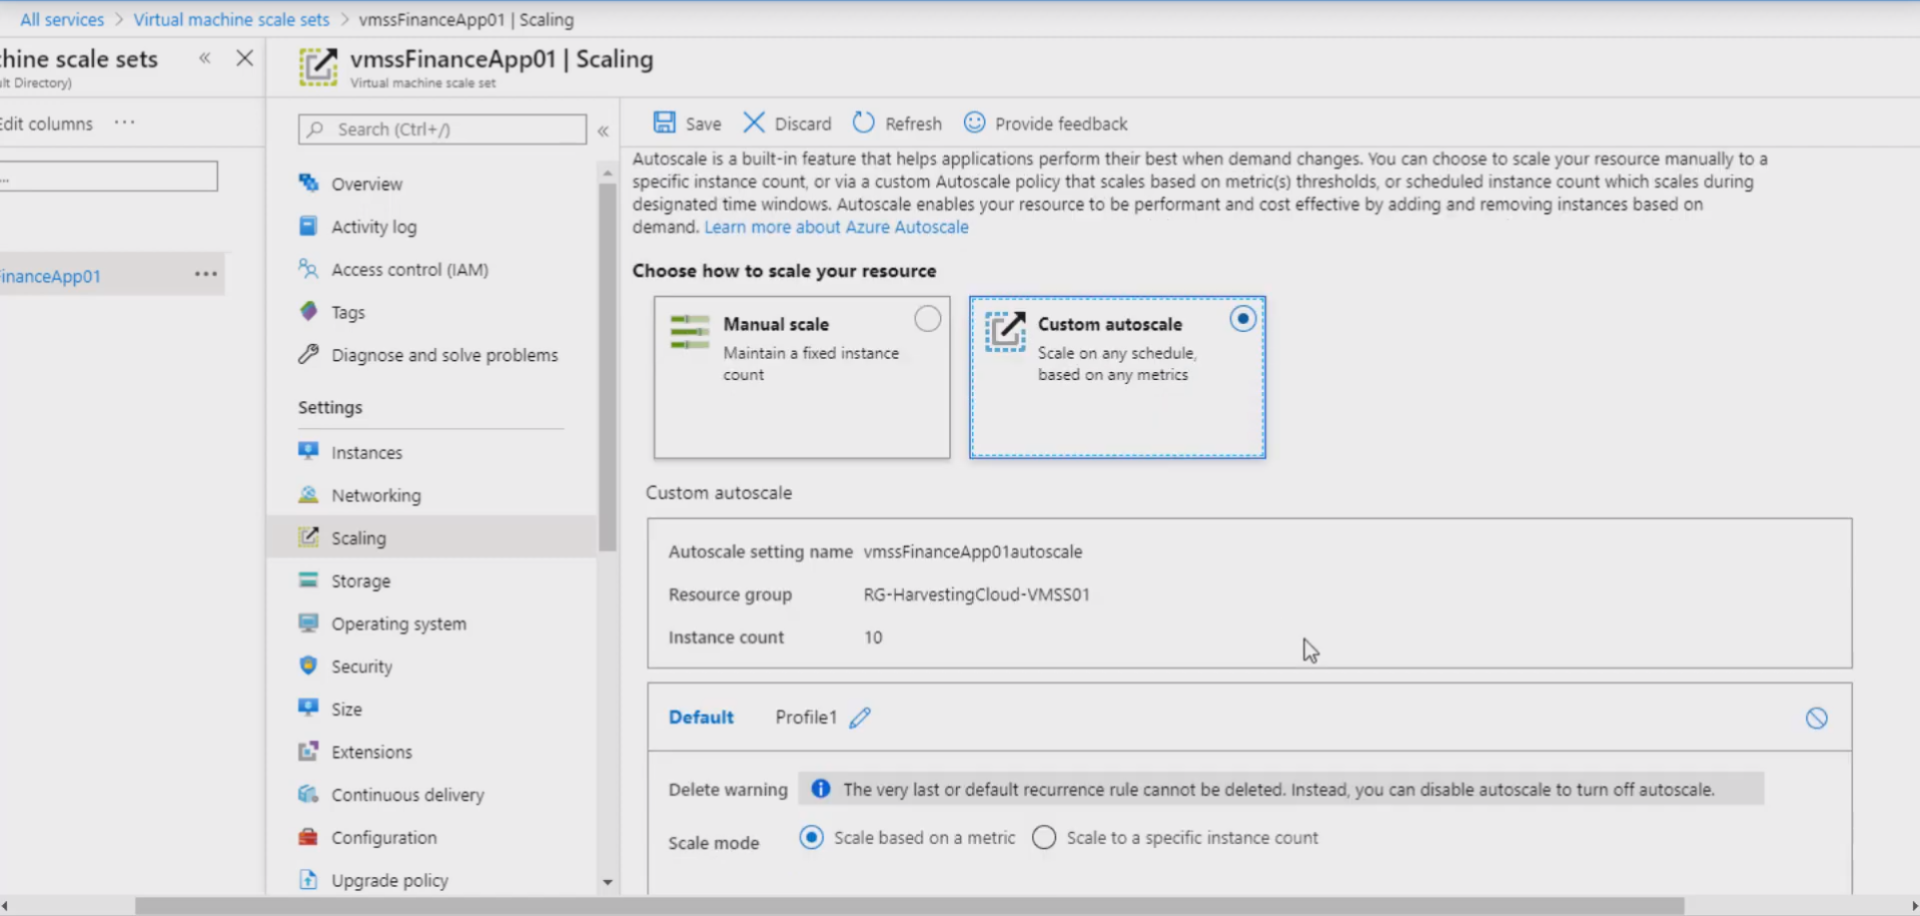 All services > Virtual machine scale sets > vmssFinanceApp01 | Scaling
hine scale sets
lt Directory)
Edit columns ...
...
inanceApp01 ...
vmssFinanceApp01 | Scaling
Virtual machine scale set
Search (Ctrl+/)
Overview
Activity log
Access control (IAM)
Tags
Diagnose and solve problems
Settings
Instances
Networking
Scaling
Storage
Operating system
Security
Size
Extensions
Continuous delivery
Configuration
Upgrade policy
Save Discard Refresh Provide feedback
Autoscale is a built-in feature that helps applications perform their best when demand changes. You can choose to scale your resource manually to a
specific instance count, or via a custom Autoscale policy that scales based on metric(s) thresholds, or scheduled instance count which scales during
designated time windows. Autoscale enables your resource to be performant and cost effective by adding and removing instances based on
demand. Learn more about Azure Autoscale
Choose how to scale your resource
Manual scale
Maintain a fixed instance
count
Custom autoscale
Scale on any schedule,
based on any metrics
Custom autoscale
Autoscale setting name vmssFinanceApp01autoscale
Resource group RG-HarvestingCloud-VMSS01
Instance count 10
Default Profile1
Delete warning The very last or default recurrence rule cannot be deleted. Instead, you can disable autoscale to turn off autoscale.
Scale mode Scale based on a metric Scale to a specific instance count